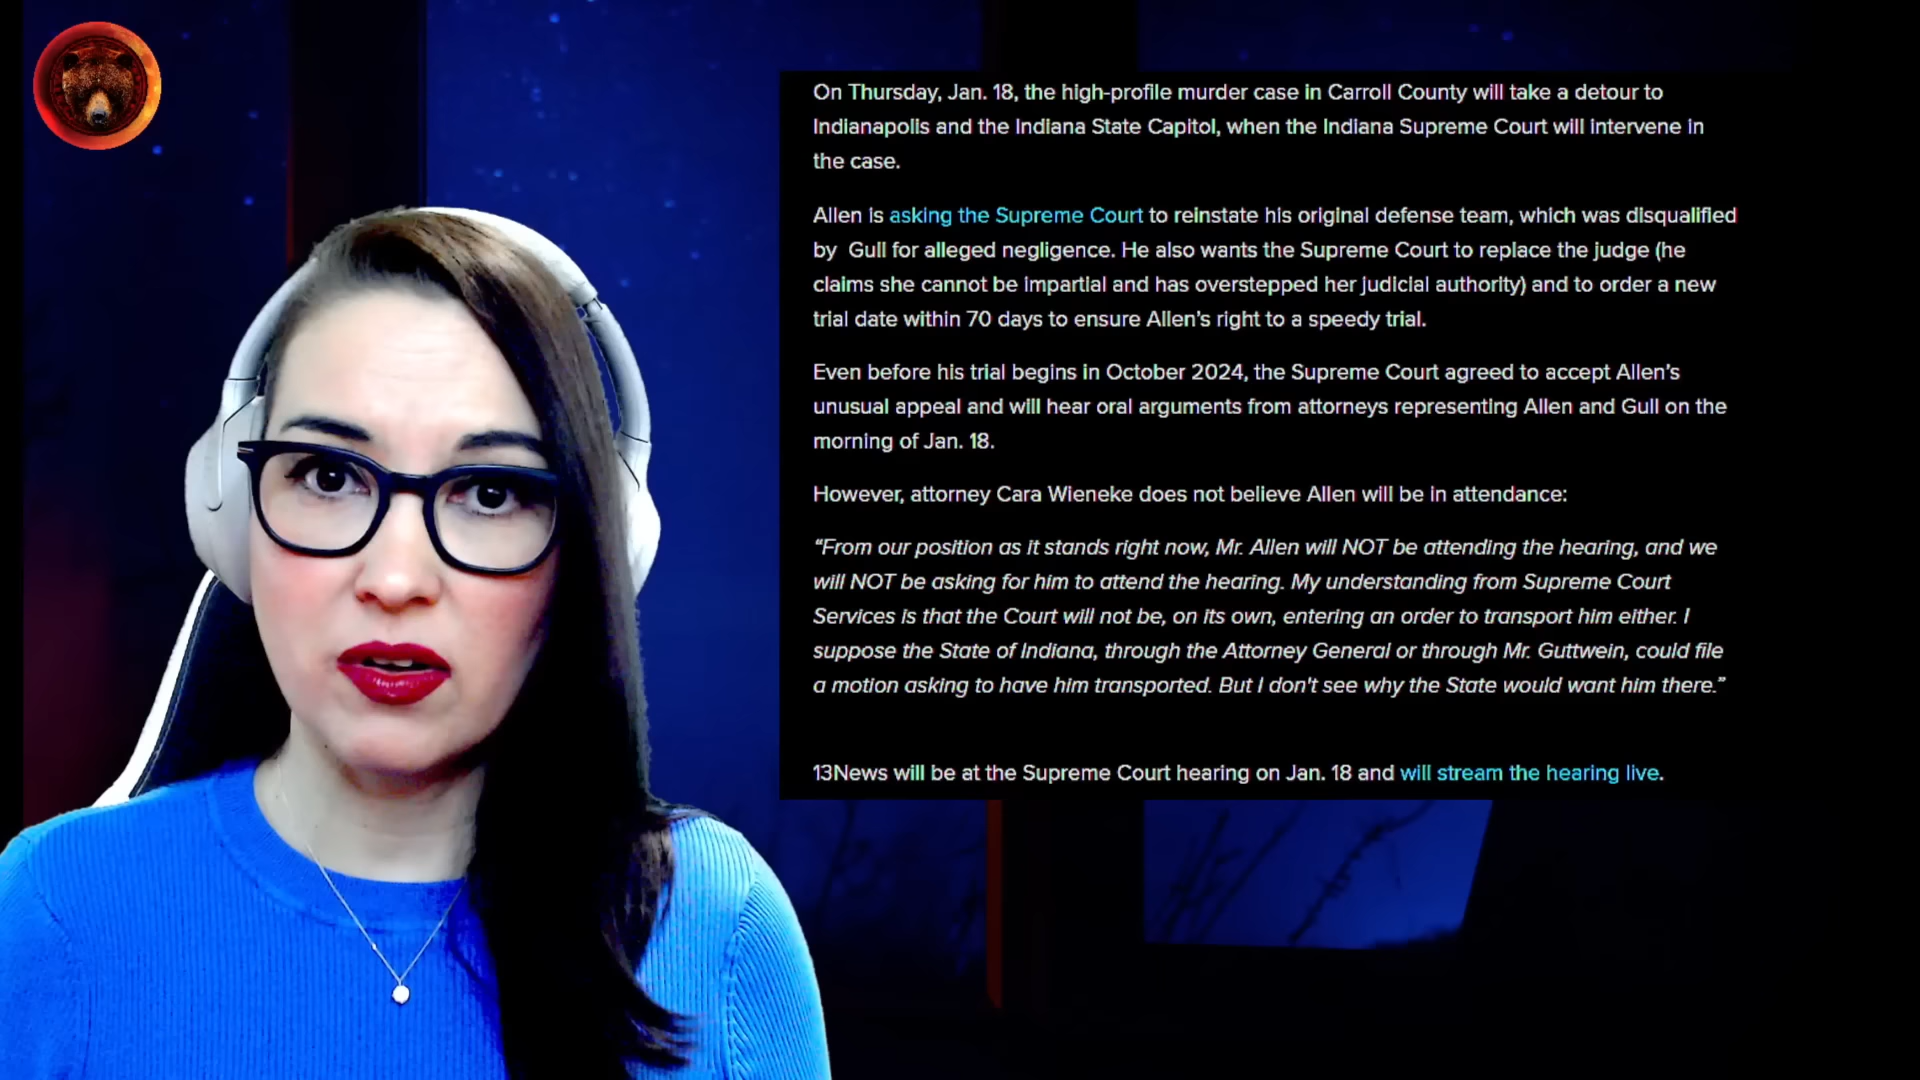 On Thursday, Jan. 18, the high-profile murder case in Carroll County will take a detour to
Indianapolis and the Indiana State Capitol, when the Indiana Supreme Court will intervene in
the case.
Allen is asking the Supreme Court to reinstate his original defense team, which was disqualified
by  Gull for alleged negligence. He also wants the Supreme Court to replace the judge (he
claims she cannot be impartial and has overstepped her judicial authority) and to order a new
trial date within 70 days to ensure Allen’s right to a speedy trial.
Even before his trial begins in October 2024, the Supreme Court agreed to accept Allen’s
unusual appeal and will hear oral arguments from attorneys representing Allen and Gull on the
morning of Jan. 18.
However, attorney Cara Wieneke does not believe Allen will be in attendance:
“From our position as it stands right now, Mr. Allen will NOT be attending the hearing, and we
will NOT be asking for him to attend the hearing. My understanding from Supreme Court
Services is that the Court will not be, on its own, entering an order to transport him either. I
suppose the State of Indiana, through the Attorney General or through Mr. Guttwein, could file
a motion asking to have him transported. But I don't see why the State would want him there.”
13News will be at the Supreme Court hearing on Jan. 18 and will stream the hearing live.